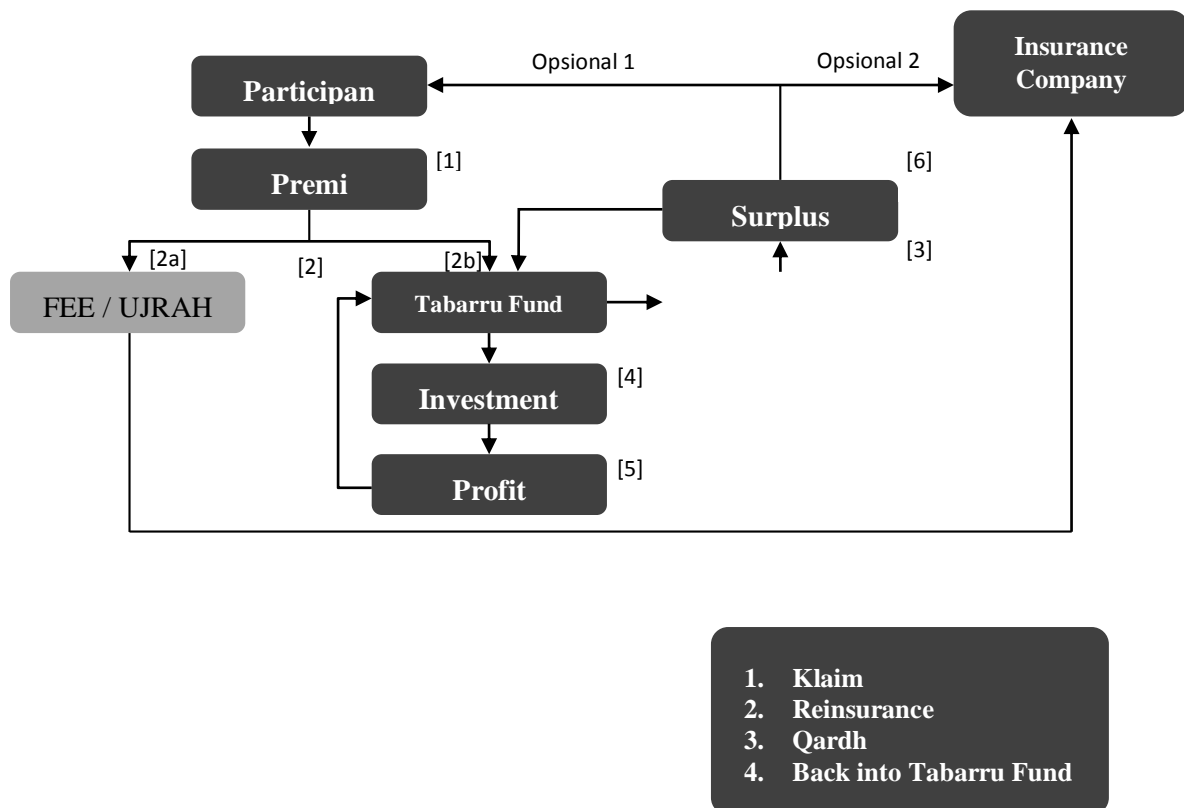 Opsional 1
Opsional 2
Insurance
Company
Participan
[1]
Premi
[6]
Surplus
[3]
[2a]
[2]
[2b]
FEE / UJRAH
Tabarru Fund
[4]
Investment
[5]
Profit
1. Klaim
2. Reinsurance
3. Qardh
4. Back into Tabarru Fund